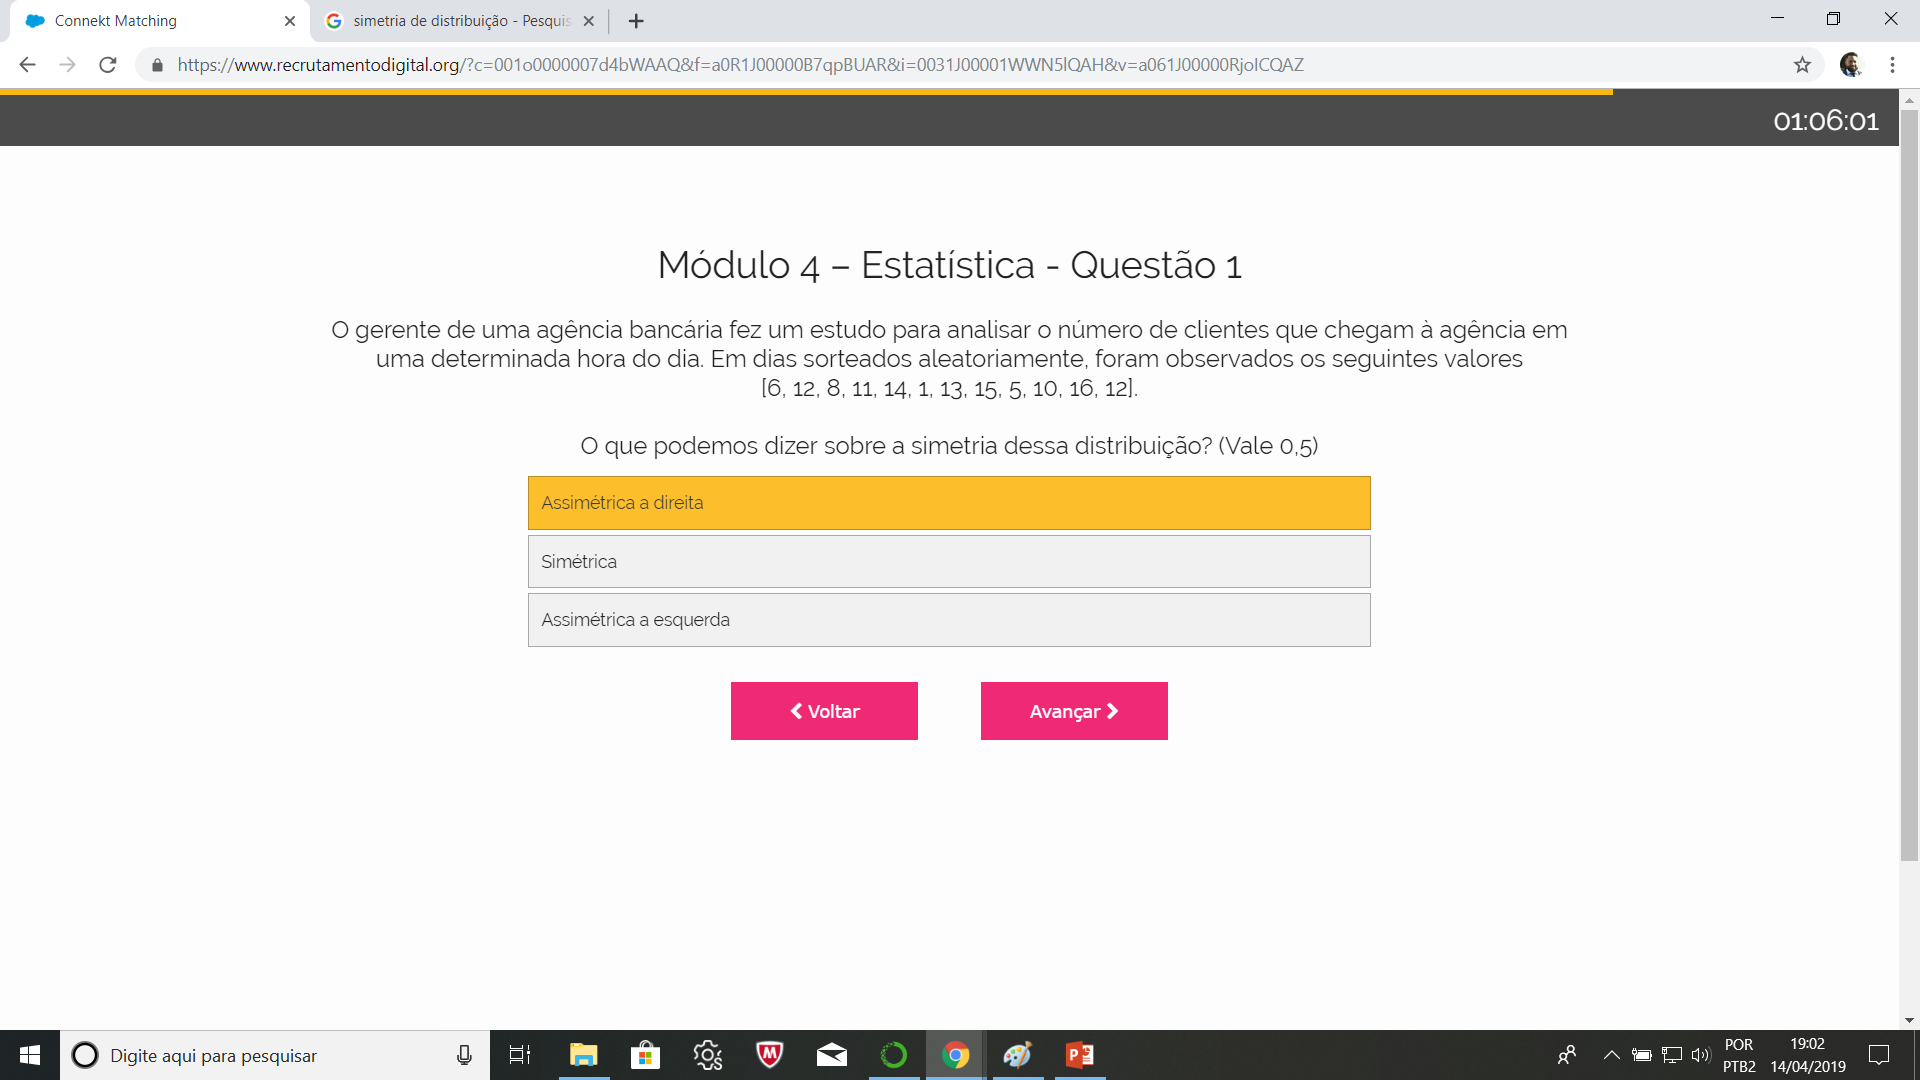 Connekt Matching
simetria de distribuição - Pesquis
https://www.recrutamentodigital.org/?c=001o0000007d4bWAAQ&f=a0R1J00000B7qpBUAR&i=0031J00001WWN5lQAH&v=a061J00000RjoICQAZ
01:06:01
Módulo 4 – Estatística - Questão 1
O gerente de uma agência bancária fez um estudo para analisar o número de clientes que chegam à agência em
uma determinada hora do dia. Em dias sorteados aleatoriamente, foram observados os seguintes valores
[6, 12, 8, 11, 14, 1, 13, 15, 5, 10, 16, 12].
O que podemos dizer sobre a simetria dessa distribuição? (Vale 0,5)
Assimétrica a direita
Simétrica
Assimétrica a esquerda
Voltar
Avançar
Digite aqui para pesquisar
POR
PTB2
19:02
14/04/2019